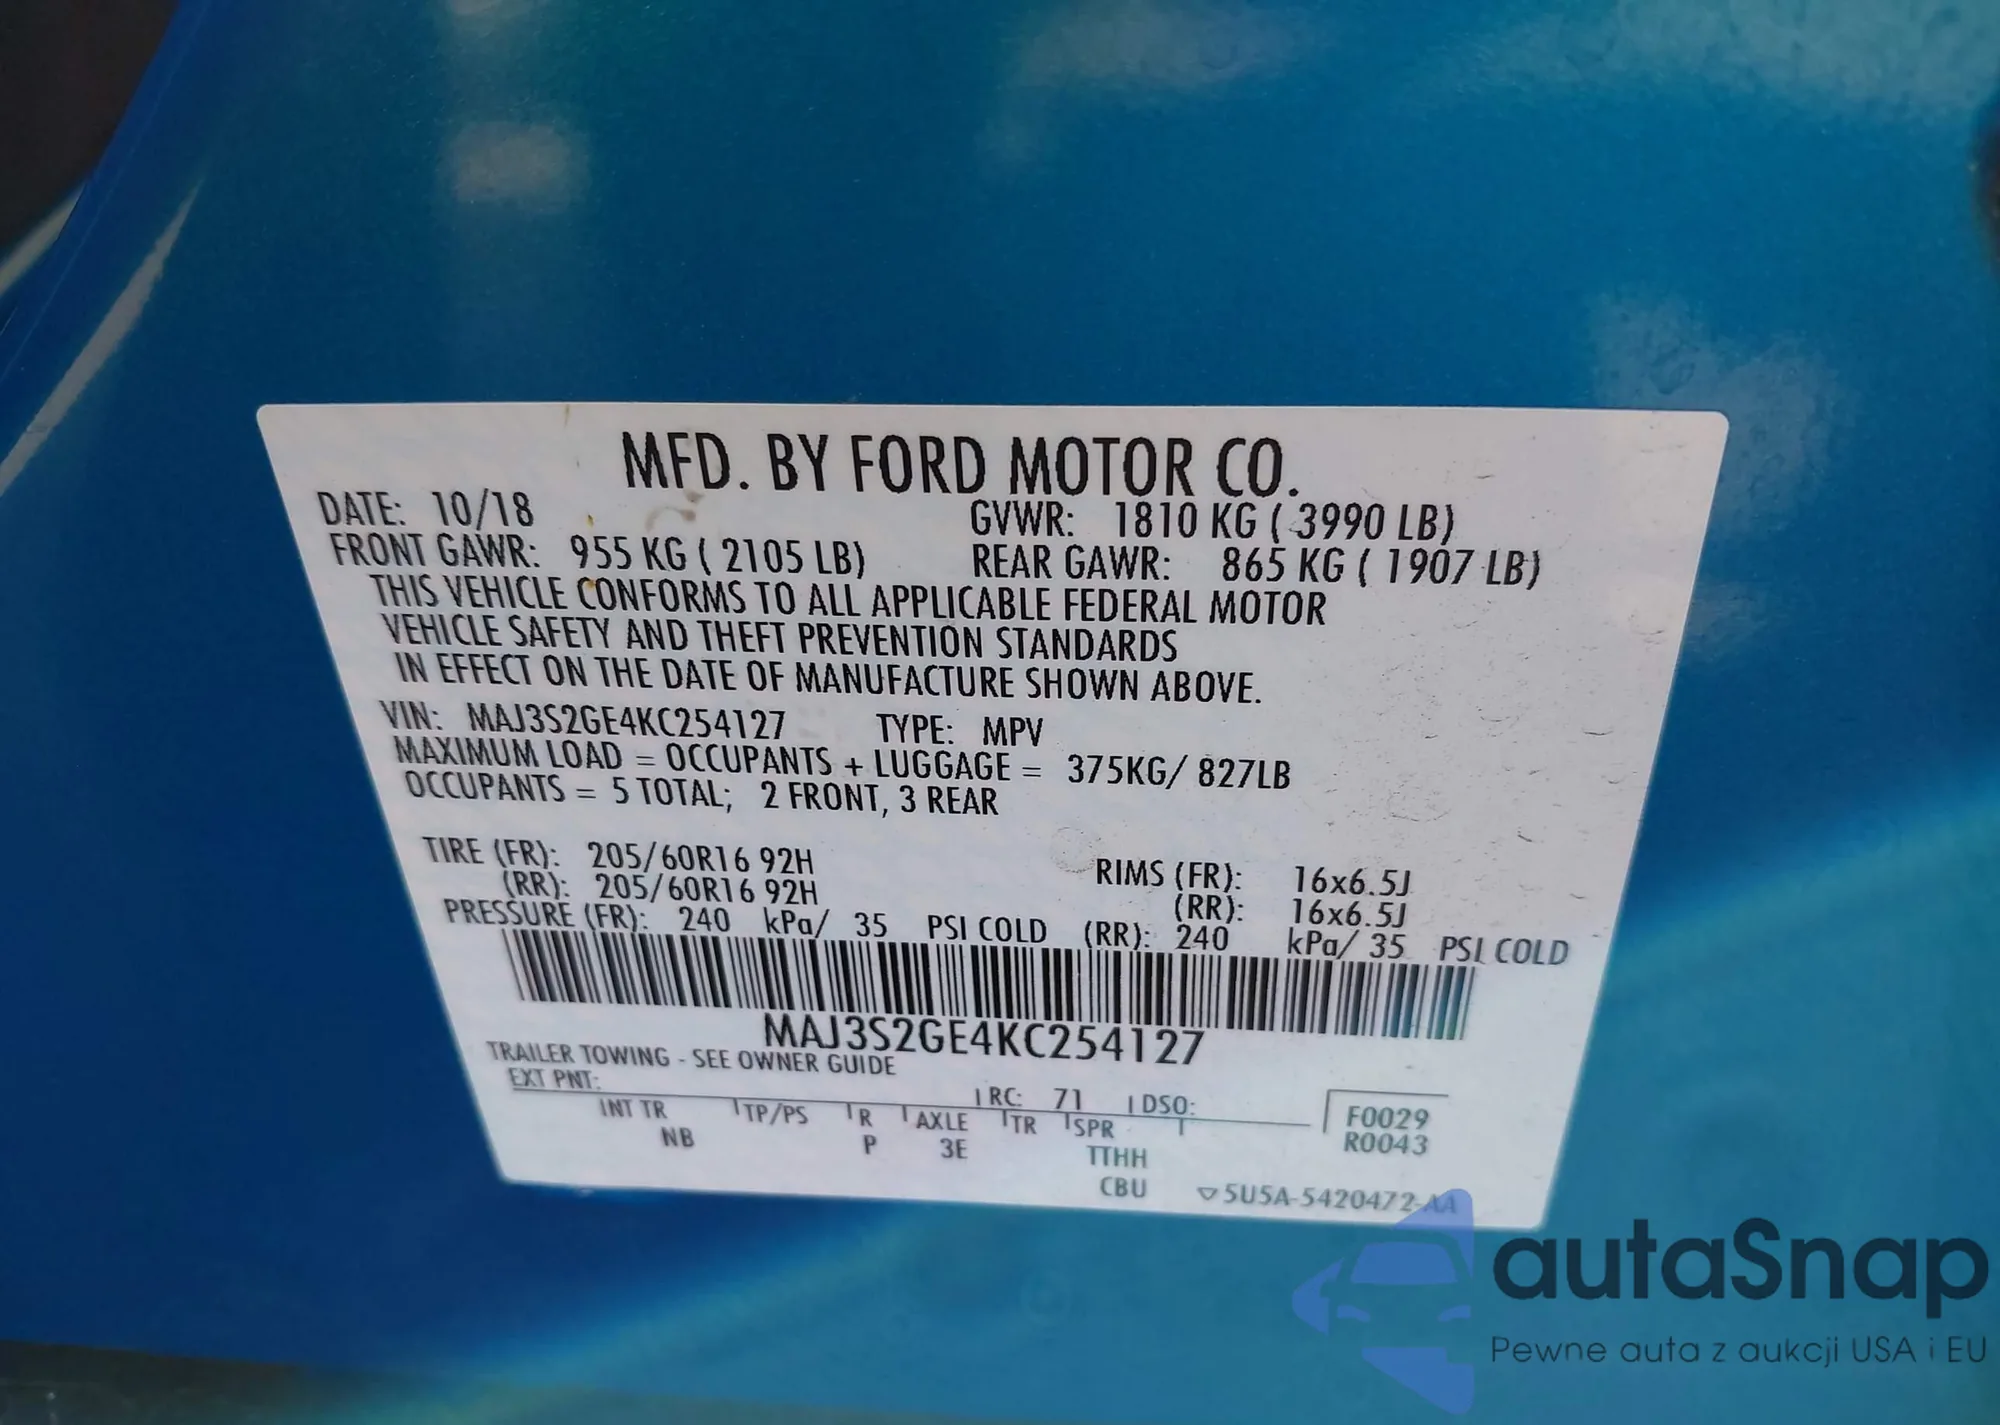 MFD. BY FORD MOTOR CO.
DATE: 10/18 GVWR: 1810 KG ( 3990 LB)
FRONT GAWR: 955 KG ( 2105 LB) REAR GAWR: 865 KG ( 1907 LB)
THIS VEHICLE CONFORMS TO ALL APPLICABLE FEDERAL MOTOR
VEHICLE SAFETY AND THEFT PREVENTION STANDARDS
IN EFFECT ON THE DATE OF MANUFACTURE SHOWN ABOVE.
VIN: MAJ3S2GE4KC254127 TYPE: MPV
MAXIMUM LOAD = OCCUPANTS + LUGGAGE = 375KG/ 827LB
OCCUPANTS = 5 TOTAL; 2 FRONT, 3 REAR
TIRE (FR): 205/60R16 92H RIMS (FR): 16x6.5J
(RR): 205/60R16 92H (RR): 16x6.5J
PRESSURE (FR): 240 kPa/ 35 PSI COLD (RR): 240 kPa/ 35 PSI COLD
MAJ3S2GE4KC254127
TRAILER TOWING - SEE OWNER GUIDE
EXT PNT: RC: 71 DSO: F0029
INT TR TP/PS R AXLE TR SPR R0043
NB P 3E TTHH
CBU ▽5U5A-5420472-AA
autaSnap
Pewne auta z aukcji USA i EU